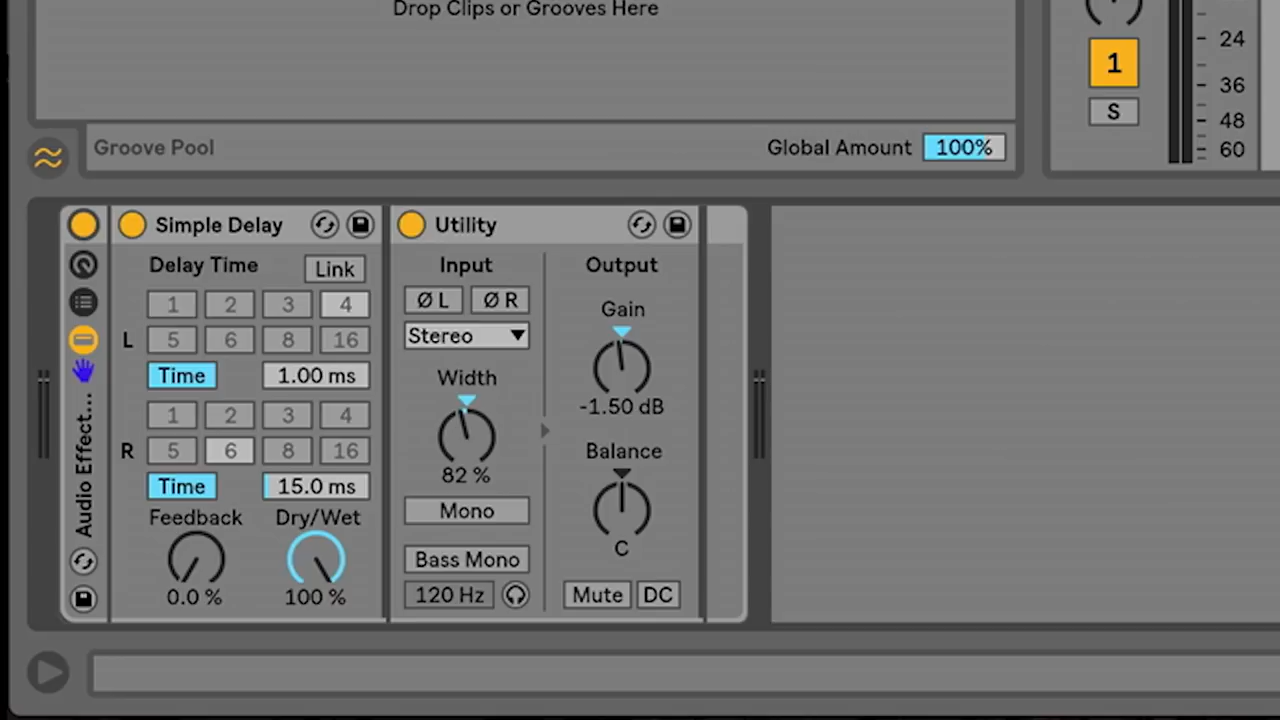 Drop Clips or Grooves Here
24
1
36
S
48
60
Groove Pool
Global Amount 100%
Simple Delay
Utility
Delay Time Link
Input
Output
1 2 3 4
Ø L Ø R
Gain
L 5 6 8 16
Stereo
Time 1.00 ms
Width
-1.50 dB
1 2 3 4
R 5 6 8 16
Balance
82 %
Time 15.0 ms
Mono
Feedback Dry/Wet
C
Bass Mono
0.0 % 100 %
120 Hz
Mute DC
Audio Effect...